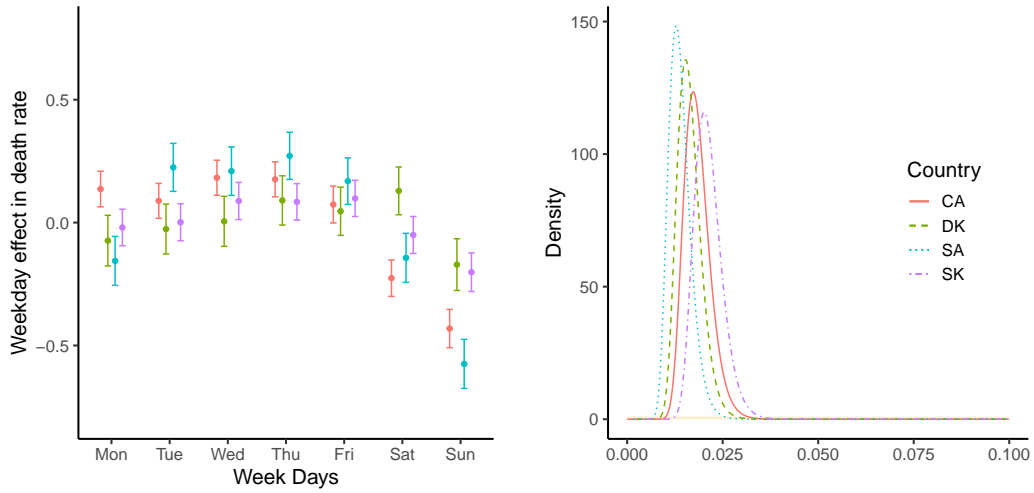 Weekday effect in death rate
0.5
0.0
−0.5
Mon Tue Wed Thu Fri Sat Sun
Week Days
Density
150
100
50
0
0.000 0.025 0.050 0.075 0.100
Country
CA
DK
SA
SK